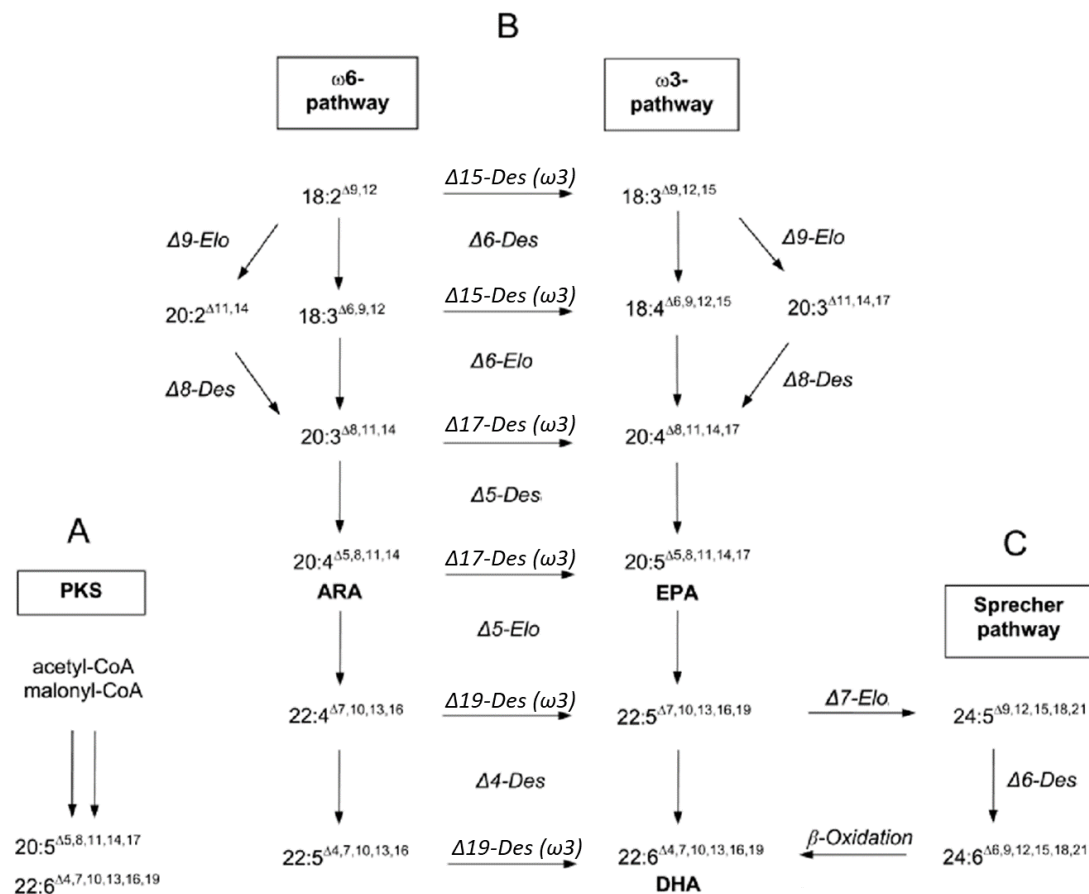 B
ω6-
pathway
ω3-
pathway
18:2Δ9,12
Δ15-Des (ω3)
18:3Δ9,12,15
Δ9-Elo
Δ6-Des
Δ9-Elo
20:2Δ11,14
18:3Δ6,9,12
Δ15-Des (ω3)
18:4Δ6,9,12,15
20:3Δ11,14,17
Δ8-Des
Δ6-Elo
Δ8-Des
20:3Δ8,11,14
Δ17-Des (ω3)
20:4Δ8,11,14,17
Δ5-Des
A
PKS
acetyl-CoA
malonyl-CoA
20:5Δ5,8,11,14,17
22:6Δ4,7,10,13,16,19
20:4Δ5,8,11,14
ARA
Δ17-Des (ω3)
20:5Δ5,8,11,14,17
EPA
Δ5-Elo
22:4Δ7,10,13,16
Δ19-Des (ω3)
22:5Δ7,10,13,16,19
Δ4-Des
22:5Δ4,7,10,13,16
Δ19-Des (ω3)
22:6Δ4,7,10,13,16,19
DHA
C
Sprecher
pathway
Δ7-Elo
24:5Δ9,12,15,18,21
Δ6-Des
β-Oxidation
24:6Δ6,9,12,15,18,21